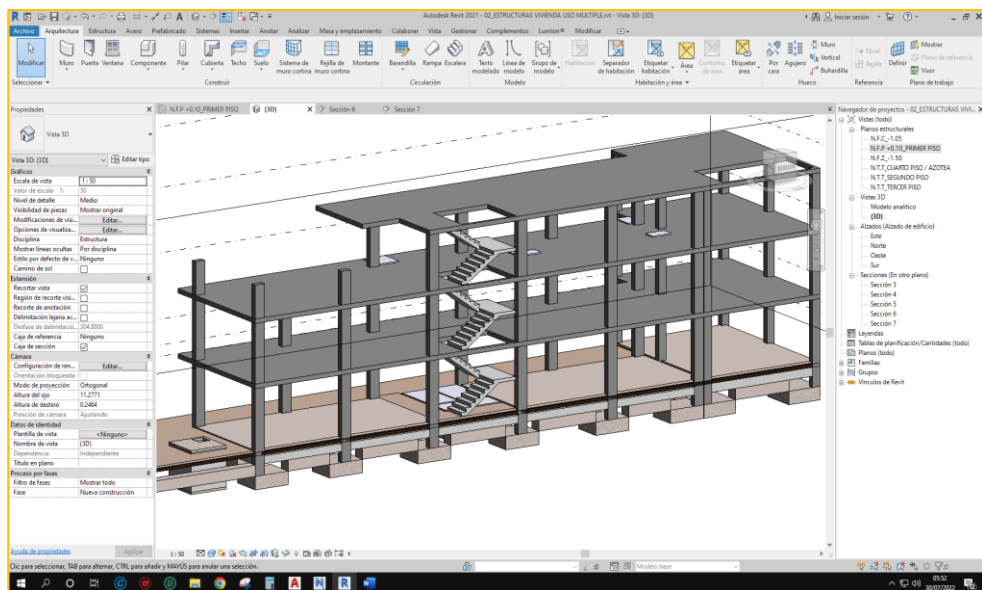 Autodesk Revit 2021 - 02_ESTRUCTURAS VIVIENDA USO MULTIPLE.rvt - Vista 3D: {3D}
Iniciar sesión
Archivo Arquitectura Estructura Acero Prefabricado Sistemas Insertar Anotar Analizar Masa y emplazamiento Colaborar Vista Gestionar Complementos Lumion® Modificar
Modificar Muro Puerta Ventana Componente Pilar Cubierta Techo Suelo Sistema de muro cortina Rejilla de muro cortina Montante Barandilla Rampa Escalera Texto modelado Línea de modelo Grupo de modelo Habitación Separador de habitación Etiquetar habitación Área Contorno de área Etiquetar área Por cara Agujero Muro Vertical Buhardilla Nivel Rejilla Definir Mostrar Plano de referencia Visor
Seleccionar Construir Circulación Modelo Habitación y área Hueco Referencia Plano de trabajo
Propiedades
N.F.P +0.10_PRIMER PISO {3D} Sección 6 Sección 7
Vista 3D
Vista 3D: {3D} Editar tipo
Gráficos
Escala de vista 1 : 50
Valor de escala 1: 50
Nivel de detalle Medio
Visibilidad de piezas Mostrar original
Modificaciones de visi... Editar...
Opciones de visualiza... Editar...
Disciplina Estructura
Mostrar líneas ocultas Por disciplina
Estilo por defecto de v... Ninguno
Camino de sol
Extensión
Recortar vista
Región de recorte visi...
Recorte de anotación
Delimitación lejana ac...
Desfase de delimitació... 304.8000
Caja de referencia Ninguno
Caja de sección
Cámara
Configuración de ren... Editar...
Orientación bloqueada
Modo de proyección Ortogonal
Altura del ojo 11.2771
Altura de destino 0.2464
Posición de cámara Ajustando
Datos de identidad
Plantilla de vista <Ninguno>
Nombre de vista {3D}
Dependencia Independiente
Título en plano
Proceso por fases
Filtro de fases Mostrar todo
Fase Nueva construcción
Ayuda de propiedades Aplicar
1 : 50
Navegador de proyectos - 02_ESTRUCTURAS VIVI...
Vistas (todo)
Planos estructurales
N.F.C_-1.05
N.F.P +0.10_PRIMER PISO
N.F.Z_-1.50
N.T.T_CUARTO PISO / AZOTEA
N.T.T_SEGUNDO PISO
N.T.T_TERCER PISO
Vistas 3D
Modelo analítico
{3D}
Alzados (Alzado de edificio)
Este
Norte
Oeste
Sur
Secciones (En otro plano)
Sección 3
Sección 4
Sección 5
Sección 6
Sección 7
Leyendas
Tablas de planificación/Cantidades (todo)
Planos (todo)
Familias
Grupos
Vínculos de Revit
Clic para seleccionar, TAB para alternar, CTRL para añadir y MAYÚS para anular una selección.
:0 Modelo base :0
05:52
30/07/2022